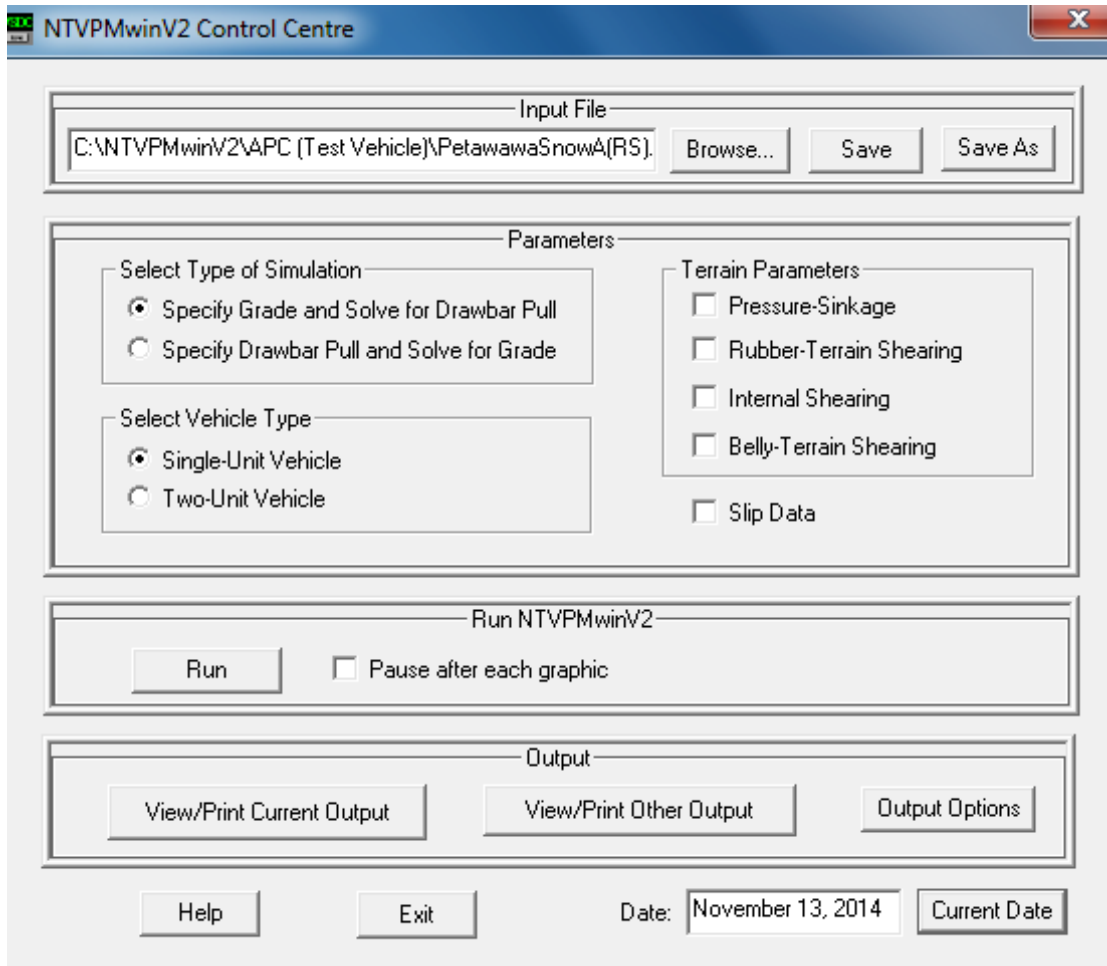 NTVPMwinV2 Control Centre
Input File
C:\NTVPMwinV2\APC (Test Vehicle)\PetawawaSnowA(RS).
Browse...
Save
Save As
Parameters
Select Type of Simulation
Specify Grade and Solve for Drawbar Pull
Specify Drawbar Pull and Solve for Grade
Select Vehicle Type
Single-Unit Vehicle
Two-Unit Vehicle
Terrain Parameters
Pressure-Sinkage
Rubber-Terrain Shearing
Internal Shearing
Belly-Terrain Shearing
Slip Data
Run NTVPMwinV2
Run
Pause after each graphic
Output
View/Print Current Output
View/Print Other Output
Output Options
Help
Exit
Date:
November 13, 2014
Current Date